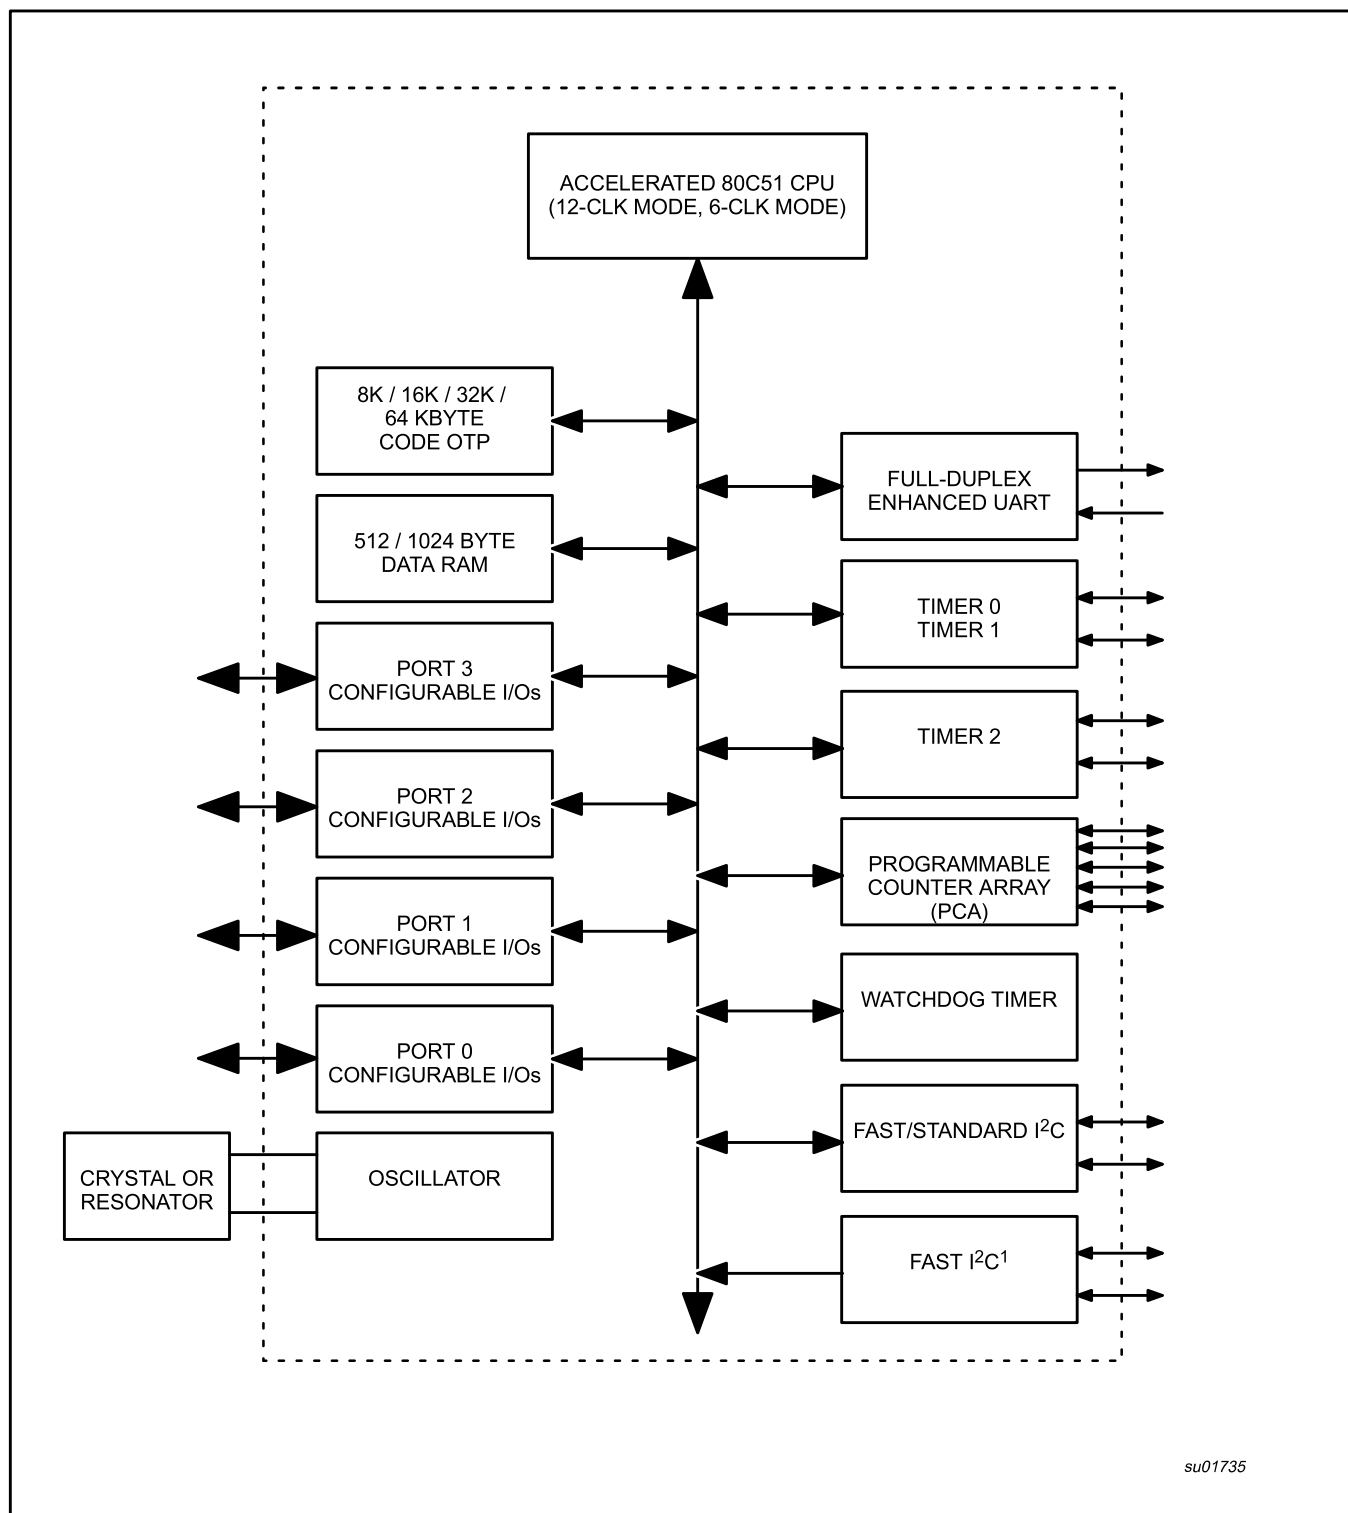 ACCELERATED 80C51 CPU
(12-CLK MODE, 6-CLK MODE)
8K / 16K / 32K /
64 KBYTE
CODE OTP
512 / 1024 BYTE
DATA RAM
PORT 3
CONFIGURABLE I/Os
PORT 2
CONFIGURABLE I/Os
PORT 1
CONFIGURABLE I/Os
PORT 0
CONFIGURABLE I/Os
CRYSTAL OR
RESONATOR
OSCILLATOR
FULL-DUPLEX
ENHANCED UART
TIMER 0
TIMER 1
TIMER 2
PROGRAMMABLE
COUNTER ARRAY
(PCA)
WATCHDOG TIMER
FAST/STANDARD I²C
FAST I²C¹
su01735